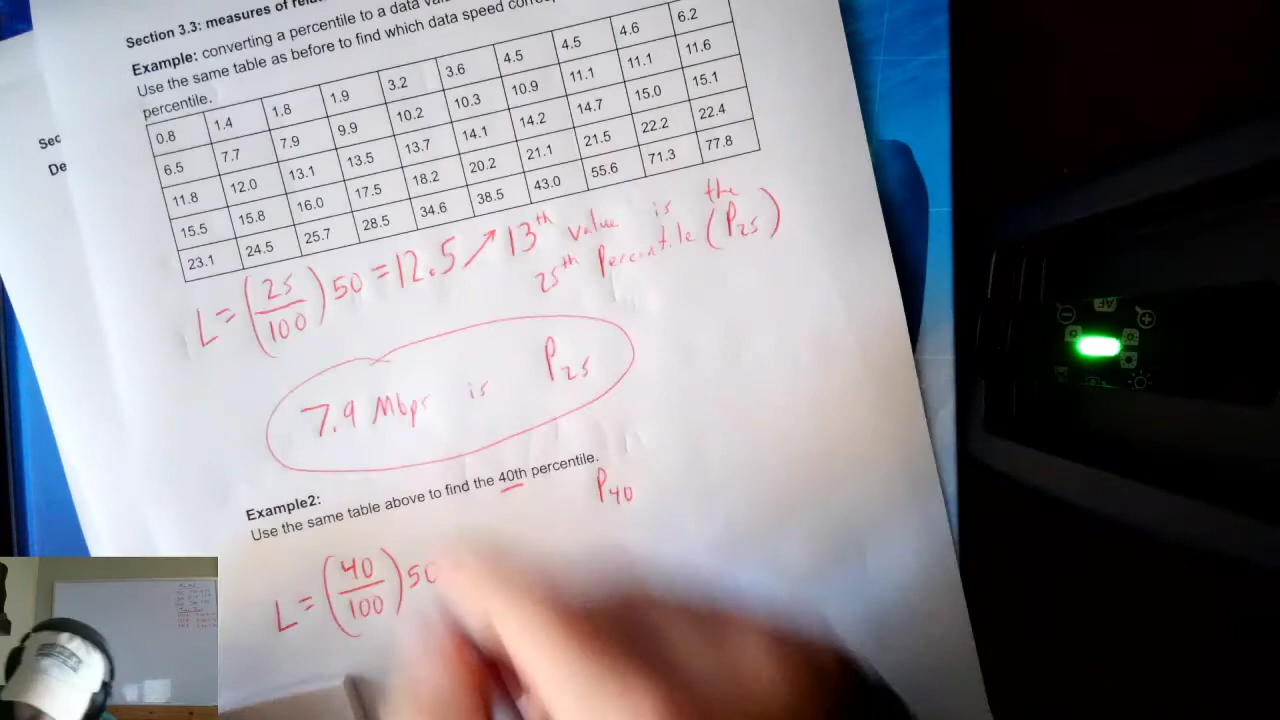 Section 3.3: measures of
Example: converting a percentile to a data
Use the same table as before to find which data speed
percentile.
0.8 1.4 1.8 1.9 3.2 3.6 4.5 4.5 4.6 6.2
6.5 7.7 7.9 9.9 10.2 10.3 10.9 11.1 11.1 11.6
11.8 12.0 13.1 13.5 13.7 14.1 14.2 14.7 15.0 15.1
15.5 15.8 16.0 17.5 18.2 20.2 21.1 21.5 22.2 22.4
23.1 24.5 25.7 28.5 34.6 38.5 43.0 55.6 71.3 77.8
Sec
De
L = (25/100) 50 = 12.5 ↗ 13th value is the
25th Percentile (P25)
7.9 Mbps is P25
Example2:
Use the same table above to find the 40th percentile.
P40
L = (40/100) 50
AF